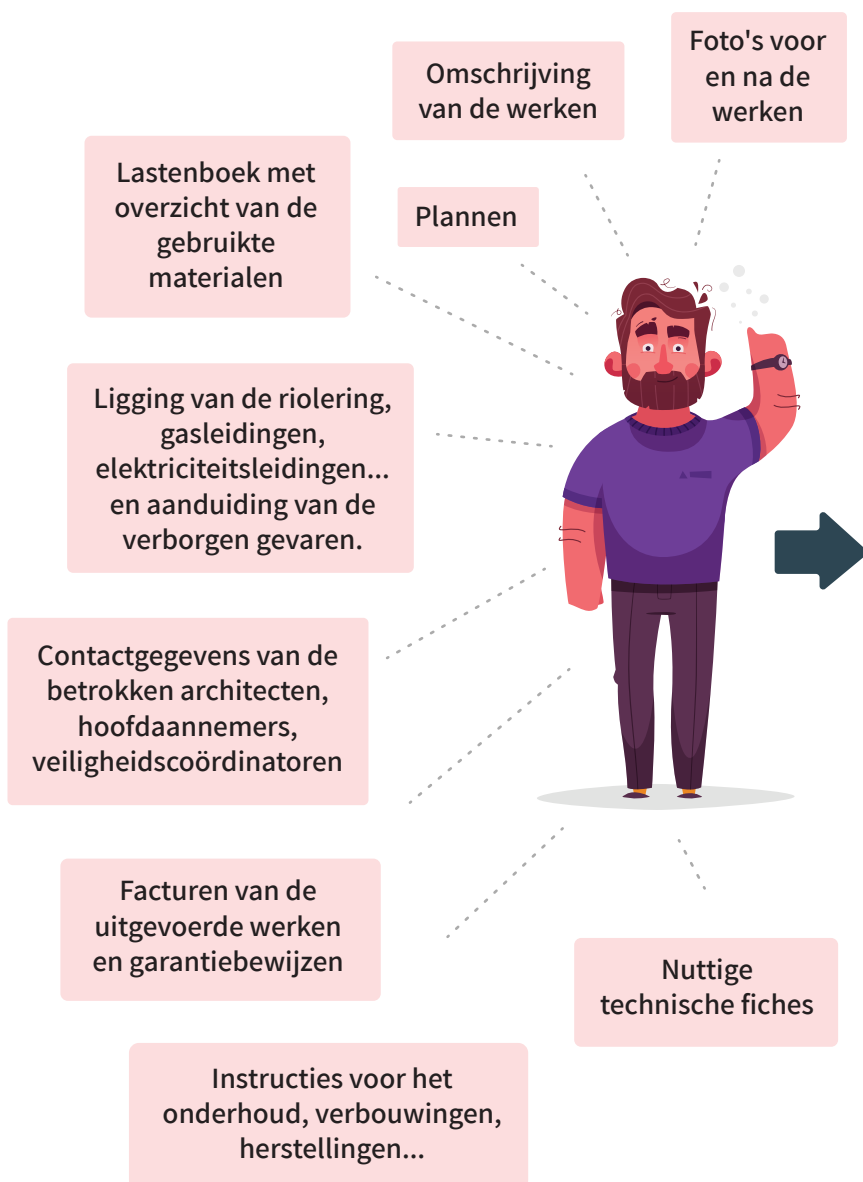 Foto's voor
en na de
werken
Omschrijving
van de werken
Lastenboek met
overzicht van de
gebruikte
materialen
Plannen
Ligging van de riolering,
gasleidingen,
elektriciteitsleidingen...
en aanduiding van de
verborgen gevaren.
Contactgegevens van de
betrokken architecten,
hoofdaannemers,
veiligheidscoördinatoren
Facturen van de
uitgevoerde werken
en garantiebewijzen
Nuttige
technische fiches
Instructies voor het
onderhoud, verbouwingen,
herstellingen...